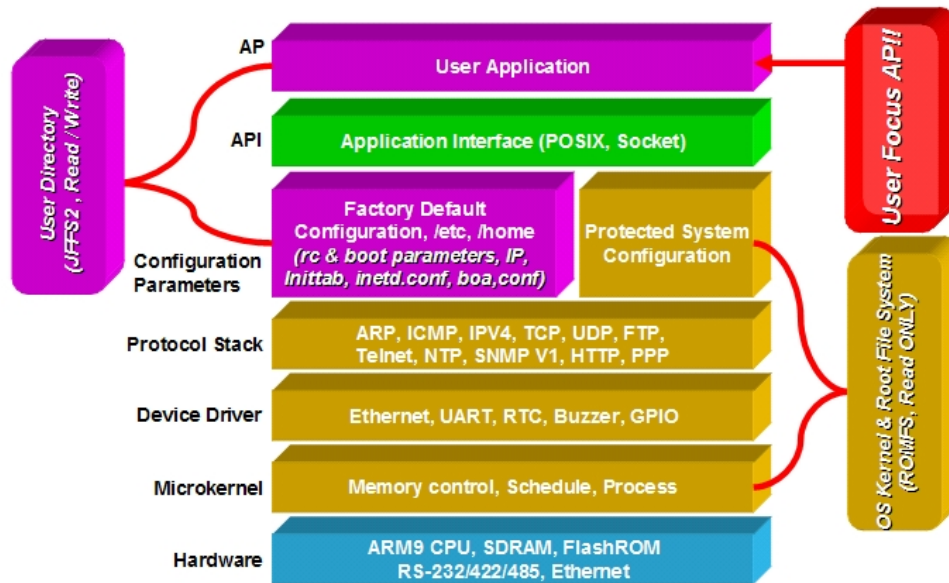 AP
User Application
API
Application Interface (POSIX, Socket)
Configuration
Parameters
Factory Default
Configuration, /etc, /home
(rc & boot parameters, IP,
Inittab, inetd.conf, boa,conf)
Protected System
Configuration
Protocol Stack
ARP, ICMP, IPV4, TCP, UDP, FTP,
Telnet, NTP, SNMP V1, HTTP, PPP
Device Driver
Ethernet, UART, RTC, Buzzer, GPIO
Microkernel
Memory control, Schedule, Process
Hardware
ARM9 CPU, SDRAM, FlashROM
RS-232/422/485, Ethernet
User Directory
(JFFS2 , Read / Write)
User Focus API!!
OS Kernel & Root File System
(ROMFS, Read ONLY)